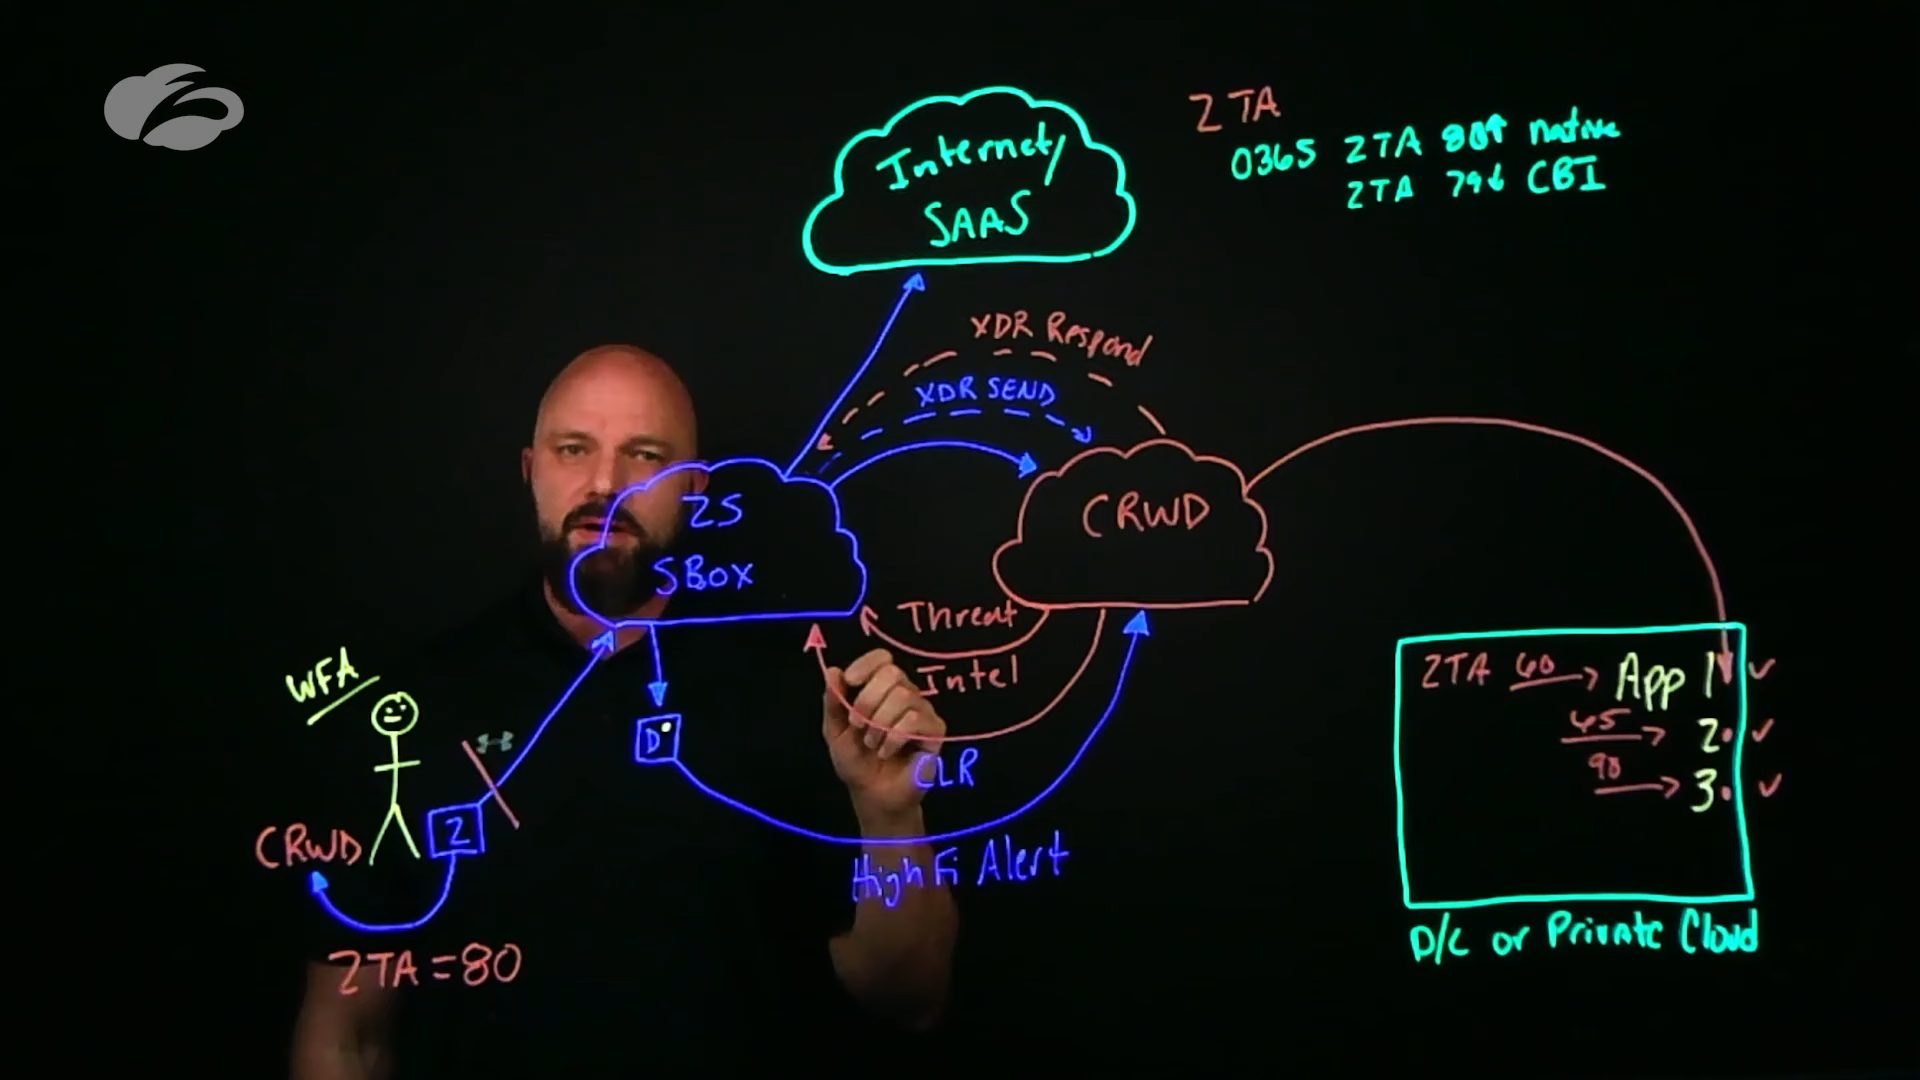 ZTA
O365 ZTA 80↑ native
ZTA 79↓ CBI
Internet/
SAAS
XDR Respond
XDR SEND
ZS
SBOX
CRWD
Threat
Intel
CLR
High Fi Alert
D
WFA
CRWD
Z
ZTA = 80
ZTA 60 → App 1 ✓
65 → 2 ✓
90 → 3 ✓
D/C or Private Cloud